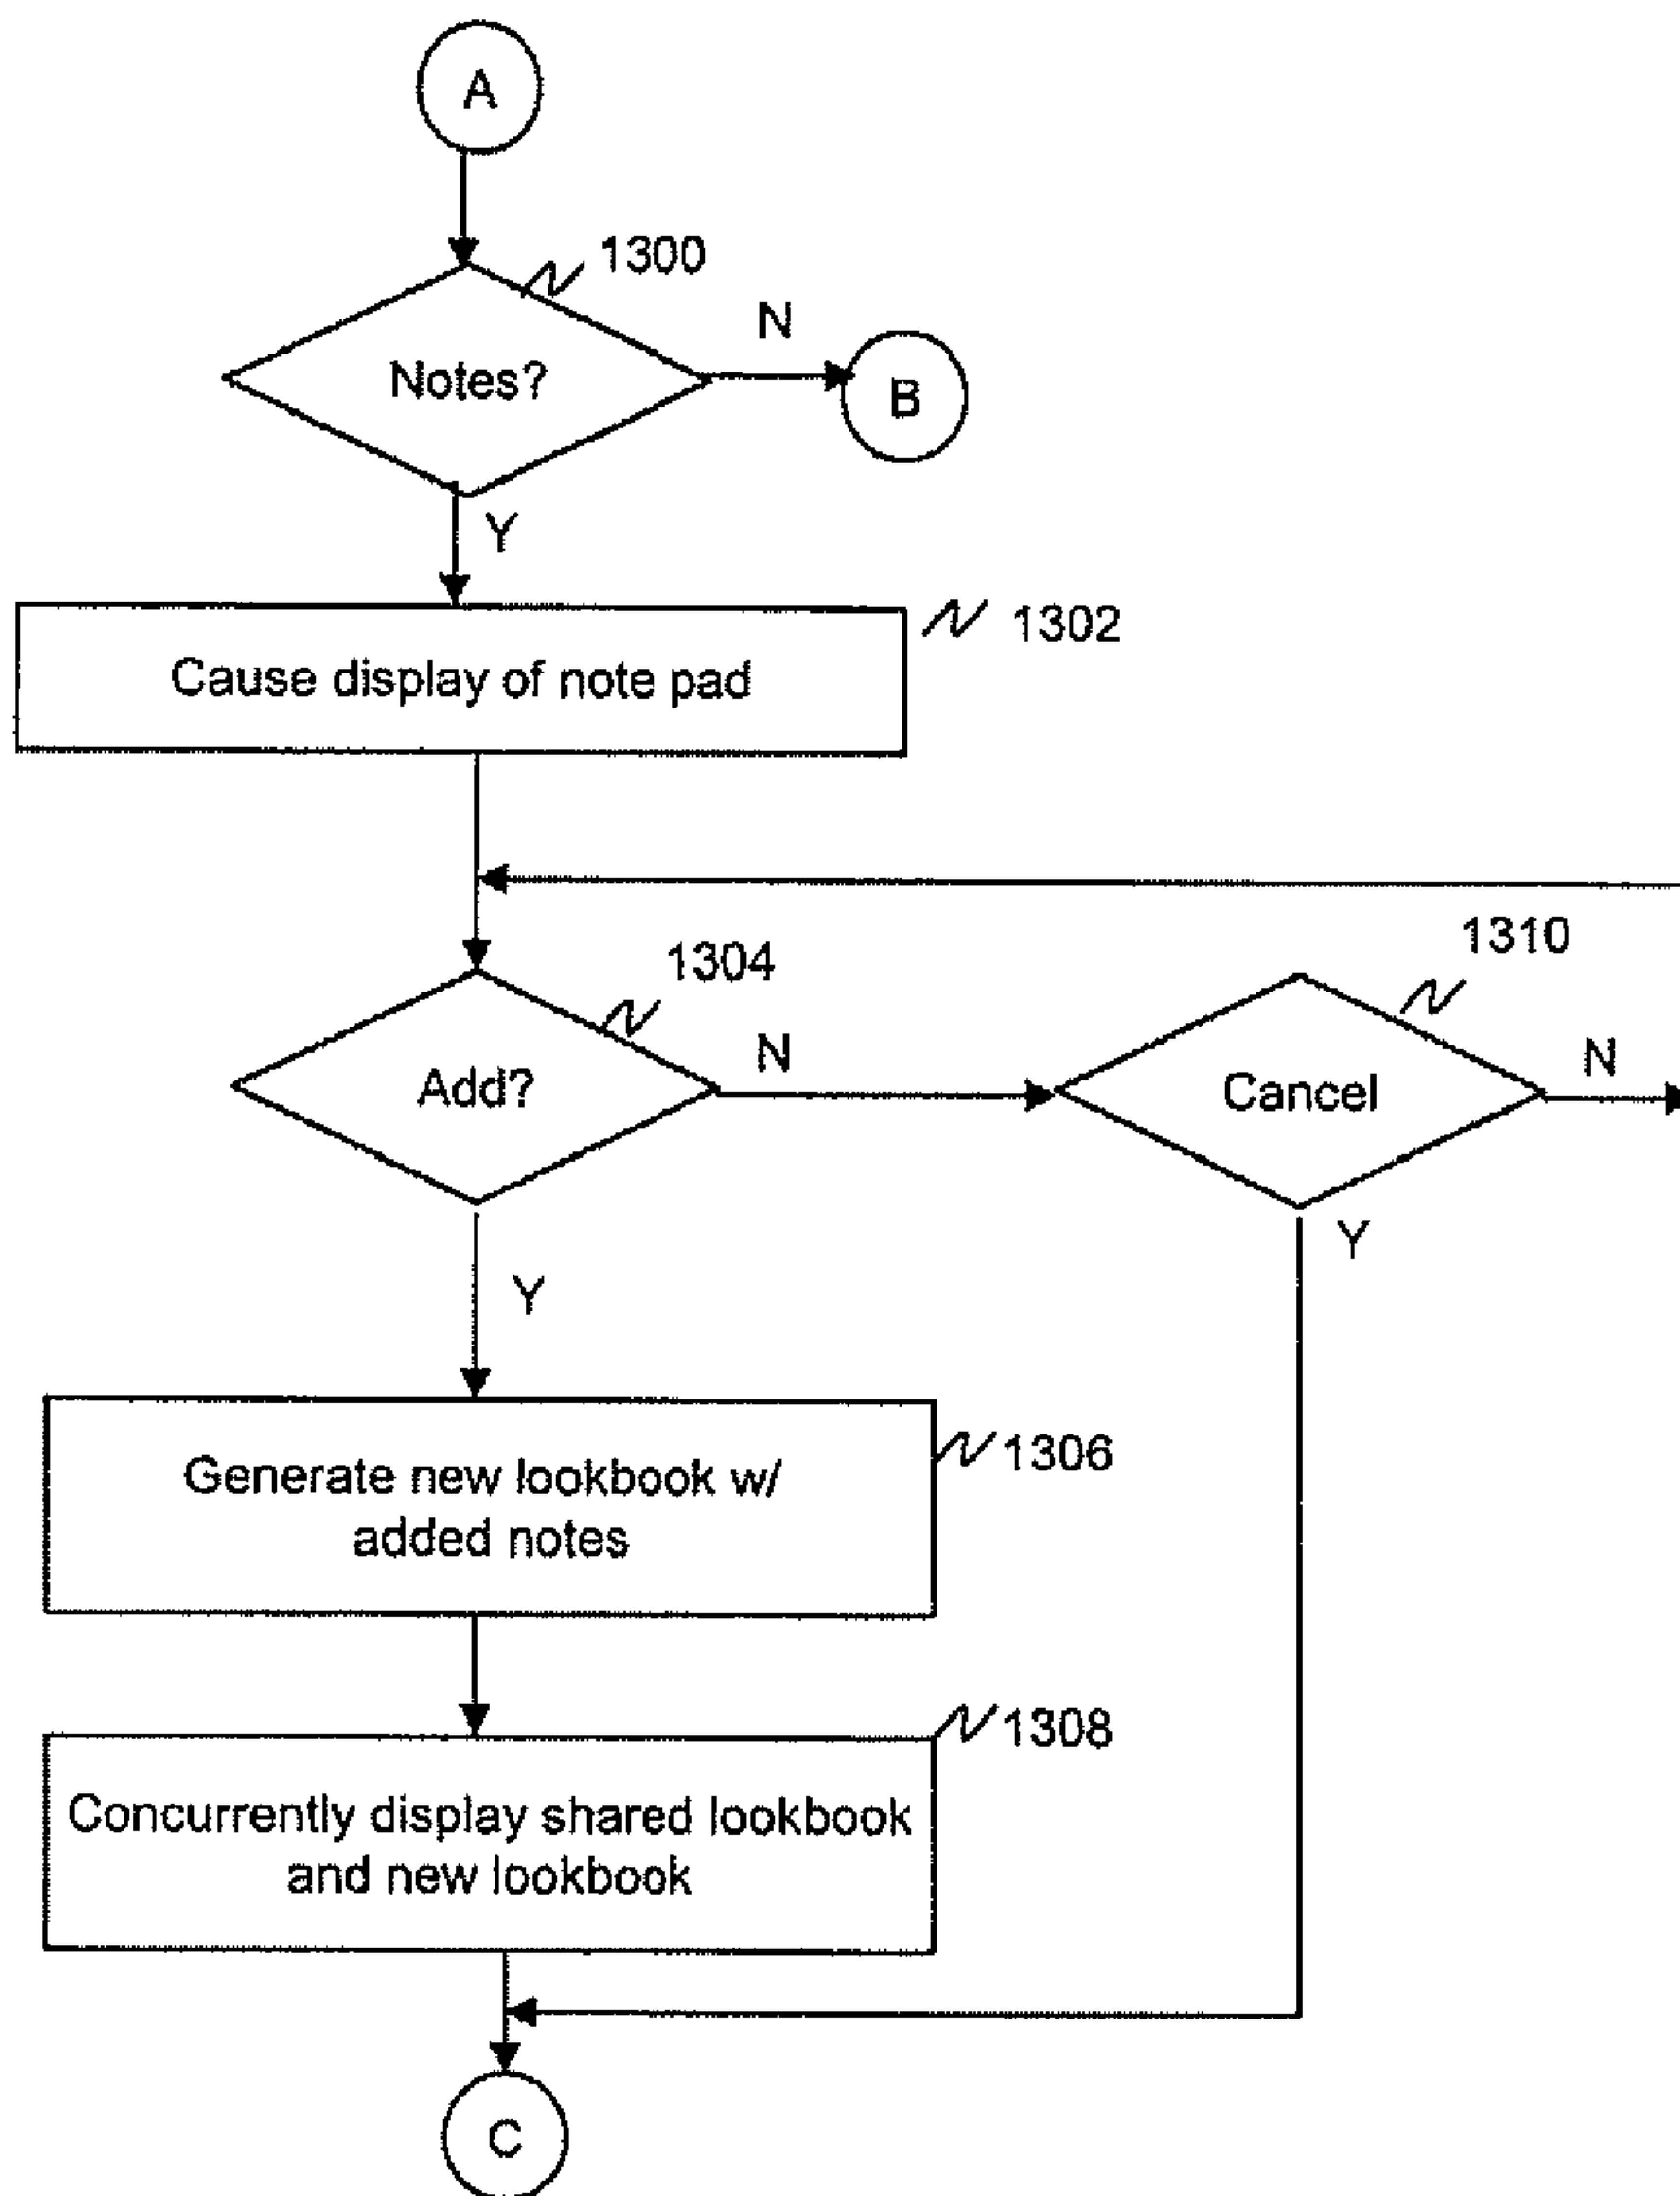 A
1300
Notes?
N
B
Y
1302
Cause display of note pad
1310
1304
Add?
N
Cancel
N
Y
Y
Generate new lookbook w/
added notes
1306
1308
Concurrently display shared lookbook
and new lookbook
C